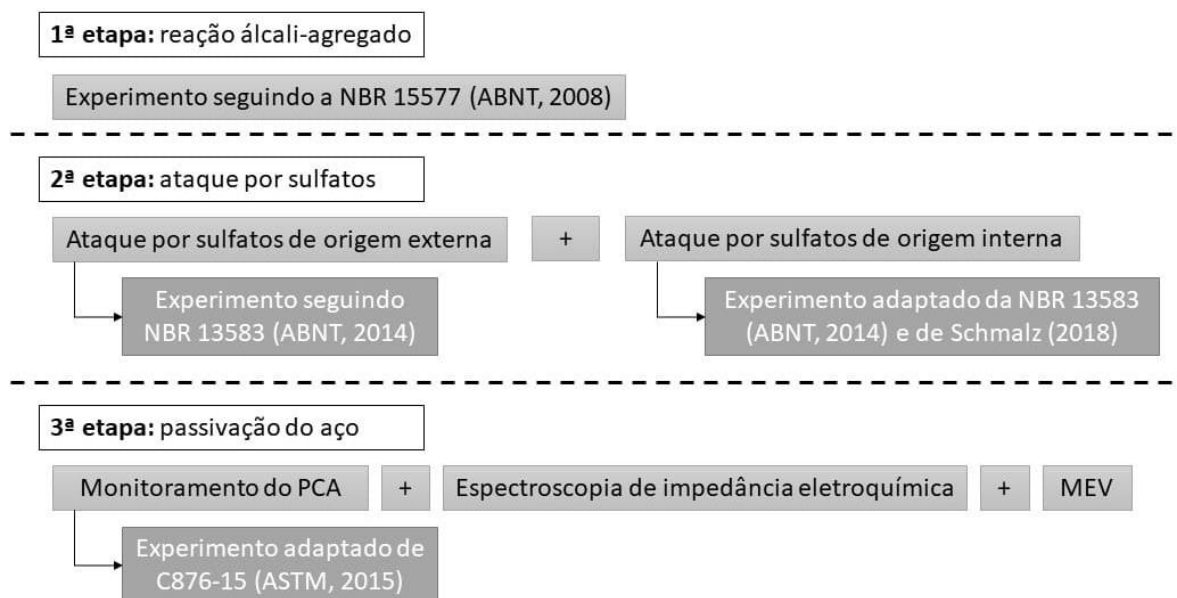 1ª etapa: reação álcali-agregado
Experimento seguindo a NBR 15577 (ABNT, 2008)
2ª etapa: ataque por sulfatos
Ataque por sulfatos de origem externa + Ataque por sulfatos de origem interna
Experimento seguindo
NBR 13583 (ABNT, 2014)
Experimento adaptado da NBR 13583
(ABNT, 2014) e de Schmalz (2018)
3ª etapa: passivação do aço
Monitoramento do PCA + Espectroscopia de impedância eletroquímica + MEV
Experimento adaptado de
C876-15 (ASTM, 2015)